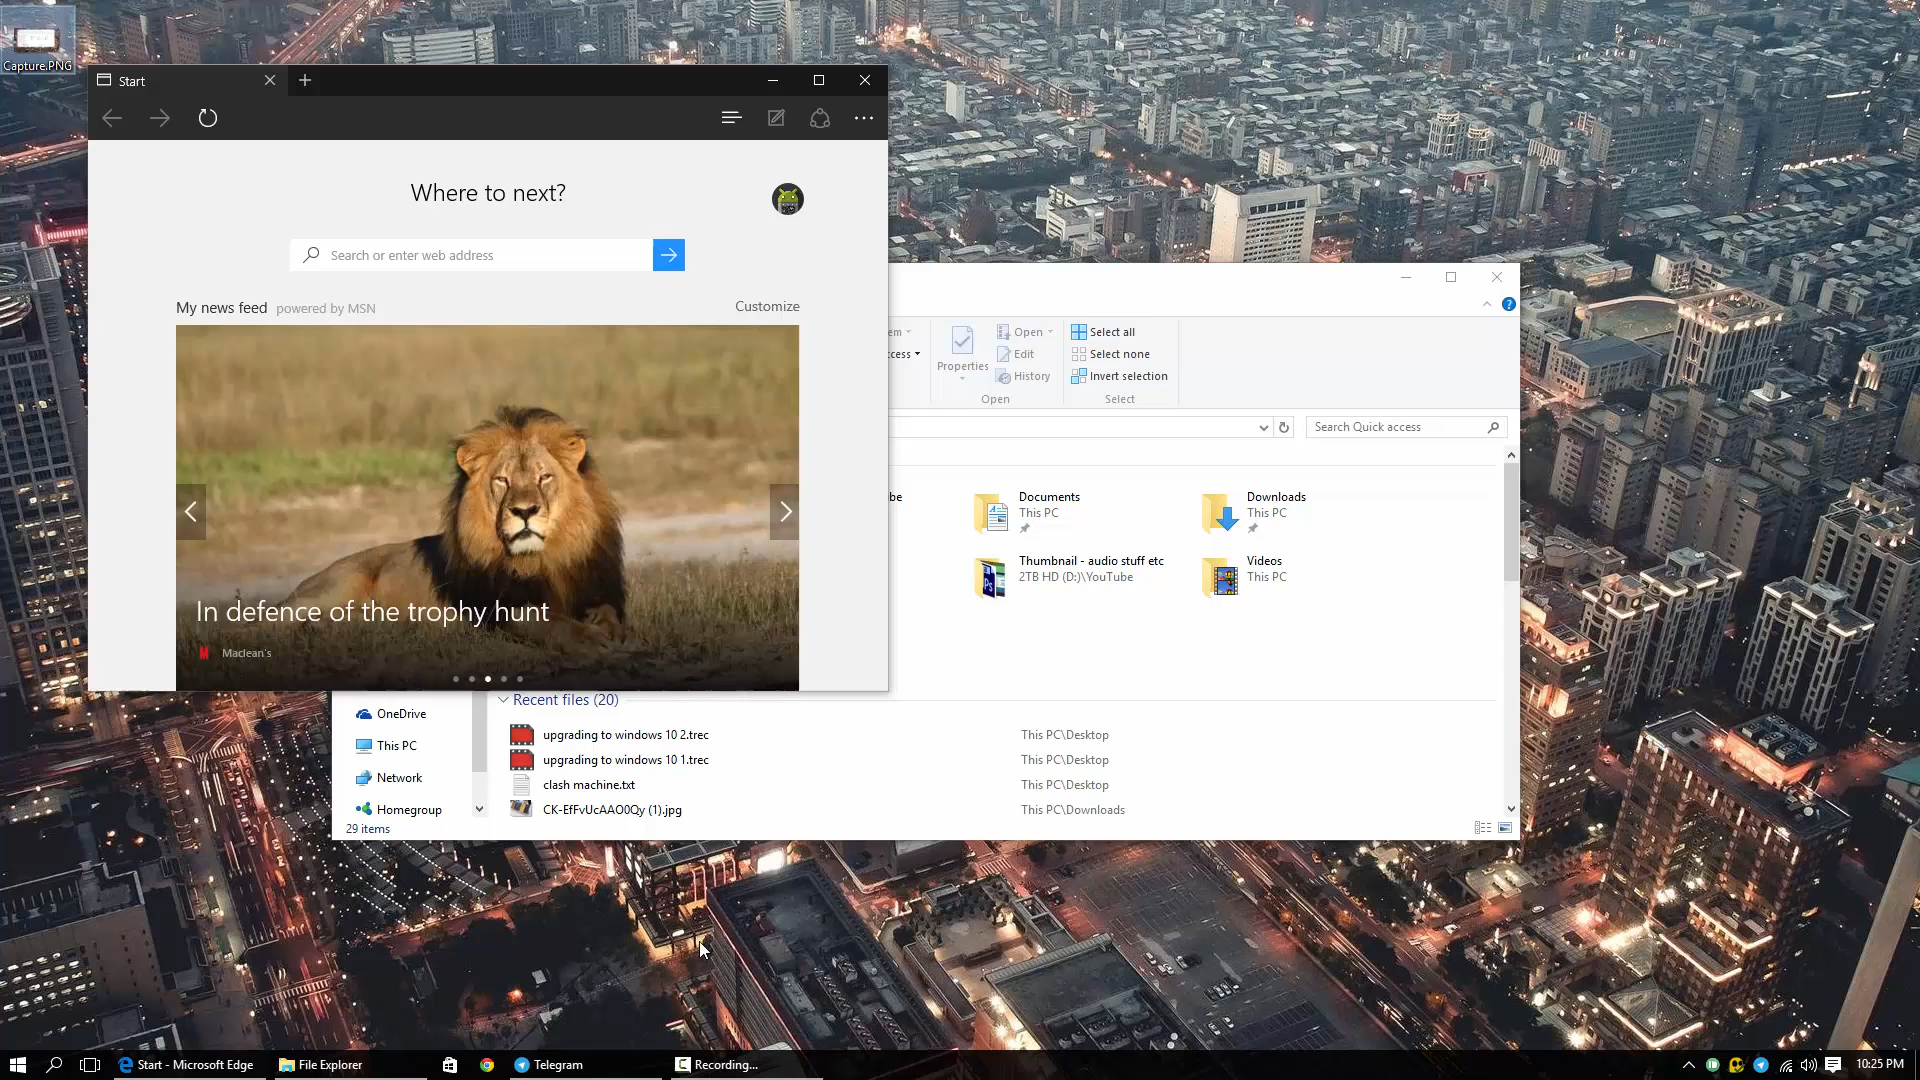 Capture.PNG
Start
Where to next?
Search or enter web address
My news feed powered by MSN
Customize
In defence of the trophy hunt
Maclean's
Properties
Open
Edit
History
Open
Select all
Select none
Invert selection
Select
Search Quick access
Documents
This PC
Downloads
This PC
Thumbnail - audio stuff etc
2TB HD (D:)\YouTube
Videos
This PC
OneDrive
This PC
Network
Homegroup
29 items
Recent files (20)
upgrading to windows 10 2.trec This PC\Desktop
upgrading to windows 10 1.trec This PC\Desktop
clash machine.txt This PC\Desktop
CK-EfFvUcAAO0Qy (1).jpg This PC\Downloads
Start - Microsoft Edge
File Explorer
Telegram
Recording...
10:25 PM